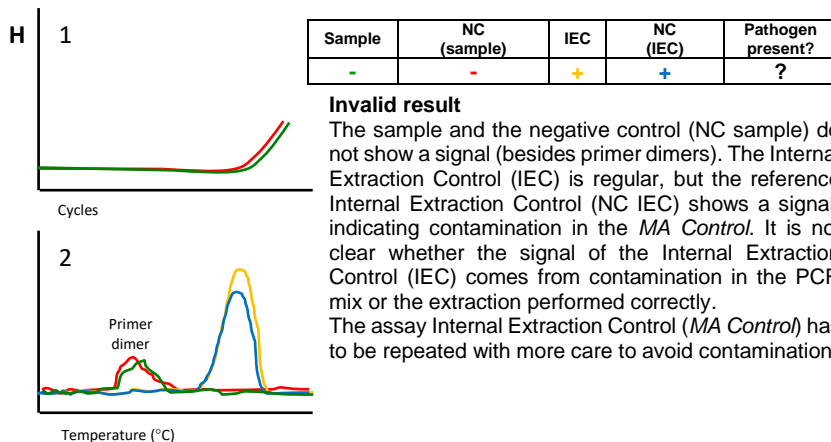 H
1
Cycles
2
Primer
dimer
Temperature (°C)
Sample NC (sample) IEC NC (IEC) Pathogen present?
- - + + ?
Invalid result
The sample and the negative control (NC sample) do
not show a signal (besides primer dimers). The Interna
Extraction Control (IEC) is regular, but the reference
Internal Extraction Control (NC IEC) shows a signal
indicating contamination in the MA Control. It is no
clear whether the signal of the Internal Extraction
Control (IEC) comes from contamination in the PCR
mix or the extraction performed correctly.
The assay Internal Extraction Control (MA Control) ha
to be repeated with more care to avoid contamination